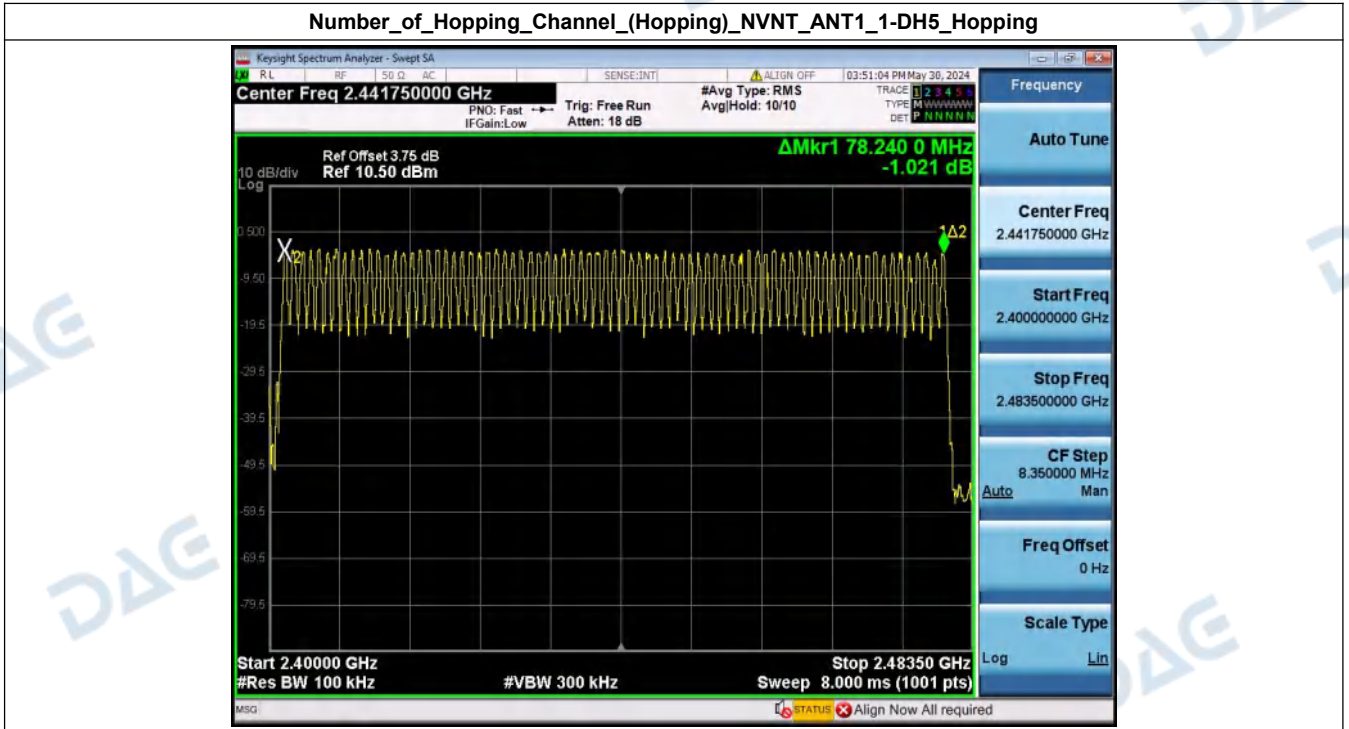 Number_of_Hopping_Channel_(Hopping)_NVNT_ANT1_1-DH5_Hopping
Keysight Spectrum Analyzer - Swept SA
RL RF 50 Ω AC SENSE:INT ALIGN OFF 03:51:04 PM May 30, 2024
Center Freq 2.441750000 GHz
PNO: Fast
IFGain:Low
Trig: Free Run
Atten: 18 dB
#Avg Type: RMS
Avg|Hold: 10/10
TRACE 1 2 3 4 5 6
TYPE M WWWWW
DET P N N N N N
Frequency
Auto Tune
Center Freq
2.441750000 GHz
Start Freq
2.400000000 GHz
Stop Freq
2.483500000 GHz
CF Step
8.350000 MHz
Auto Man
Freq Offset
0 Hz
Scale Type
Log Lin
ΔMkr1 78.240 0 MHz
-1.021 dB
Ref Offset 3.75 dB
10 dB/div Ref 10.50 dBm
Log
0.500
-9.50
-19.5
-29.5
-39.5
-49.5
-59.5
-69.5
-79.5
X2
1Δ2
Start 2.40000 GHz Stop 2.48350 GHz
#Res BW 100 kHz #VBW 300 kHz Sweep 8.000 ms (1001 pts)
MSG STATUS Align Now All required
DAE
DAE